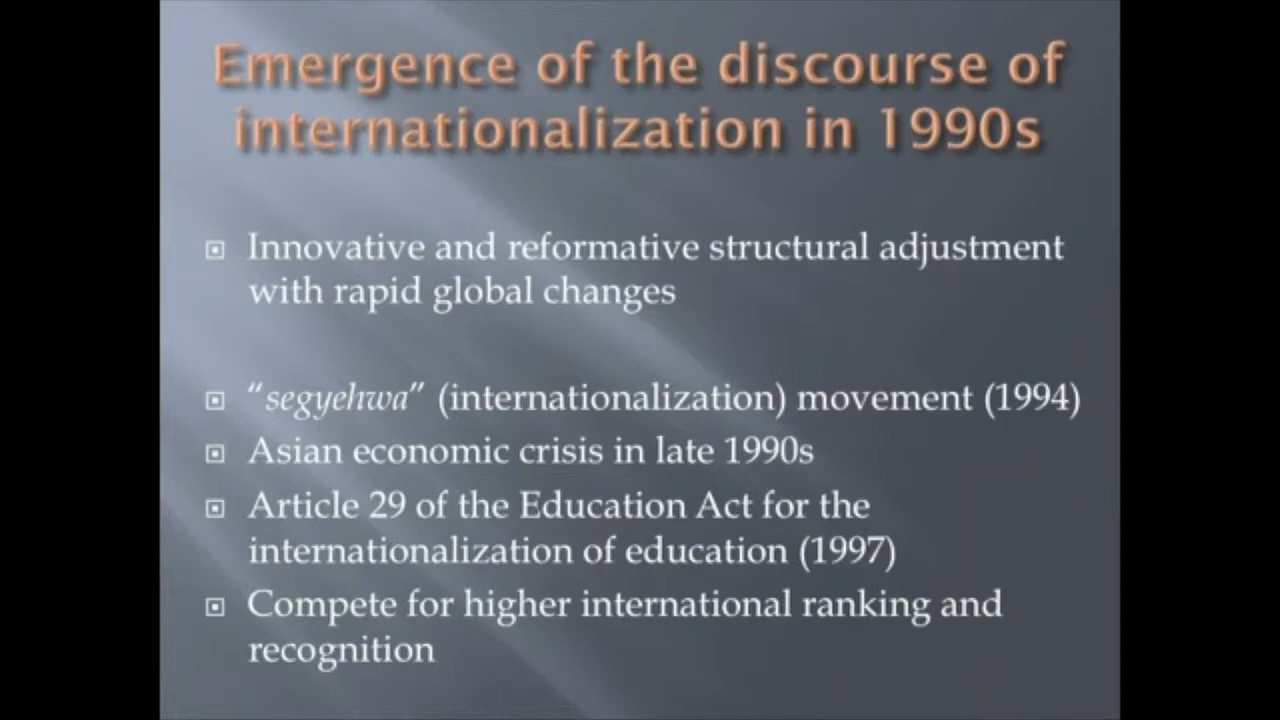 Emergence of the discourse of
internationalization in 1990s
Innovative and reformative structural adjustment
with rapid global changes
“segyehwa” (internationalization) movement (1994)
Asian economic crisis in late 1990s
Article 29 of the Education Act for the
internationalization of education (1997)
Compete for higher international ranking and
recognition